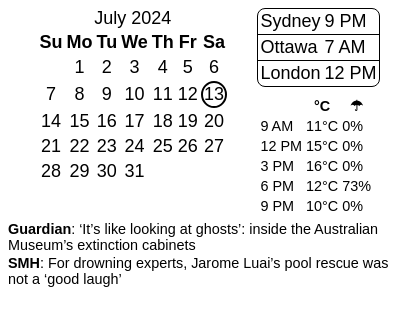 July 2024
Su Mo Tu We Th Fr Sa
1 2 3 4 5 6
7 8 9 10 11 12 13
14 15 16 17 18 19 20
21 22 23 24 25 26 27
28 29 30 31
Sydney 9 PM
Ottawa 7 AM
London 12 PM
°C ☂
9 AM 11°C 0%
12 PM 15°C 0%
3 PM 16°C 0%
6 PM 12°C 73%
9 PM 10°C 0%
Guardian: ‘It’s like looking at ghosts’: inside the Australian
Museum’s extinction cabinets
SMH: For drowning experts, Jarome Luai’s pool rescue was
not a ‘good laugh’